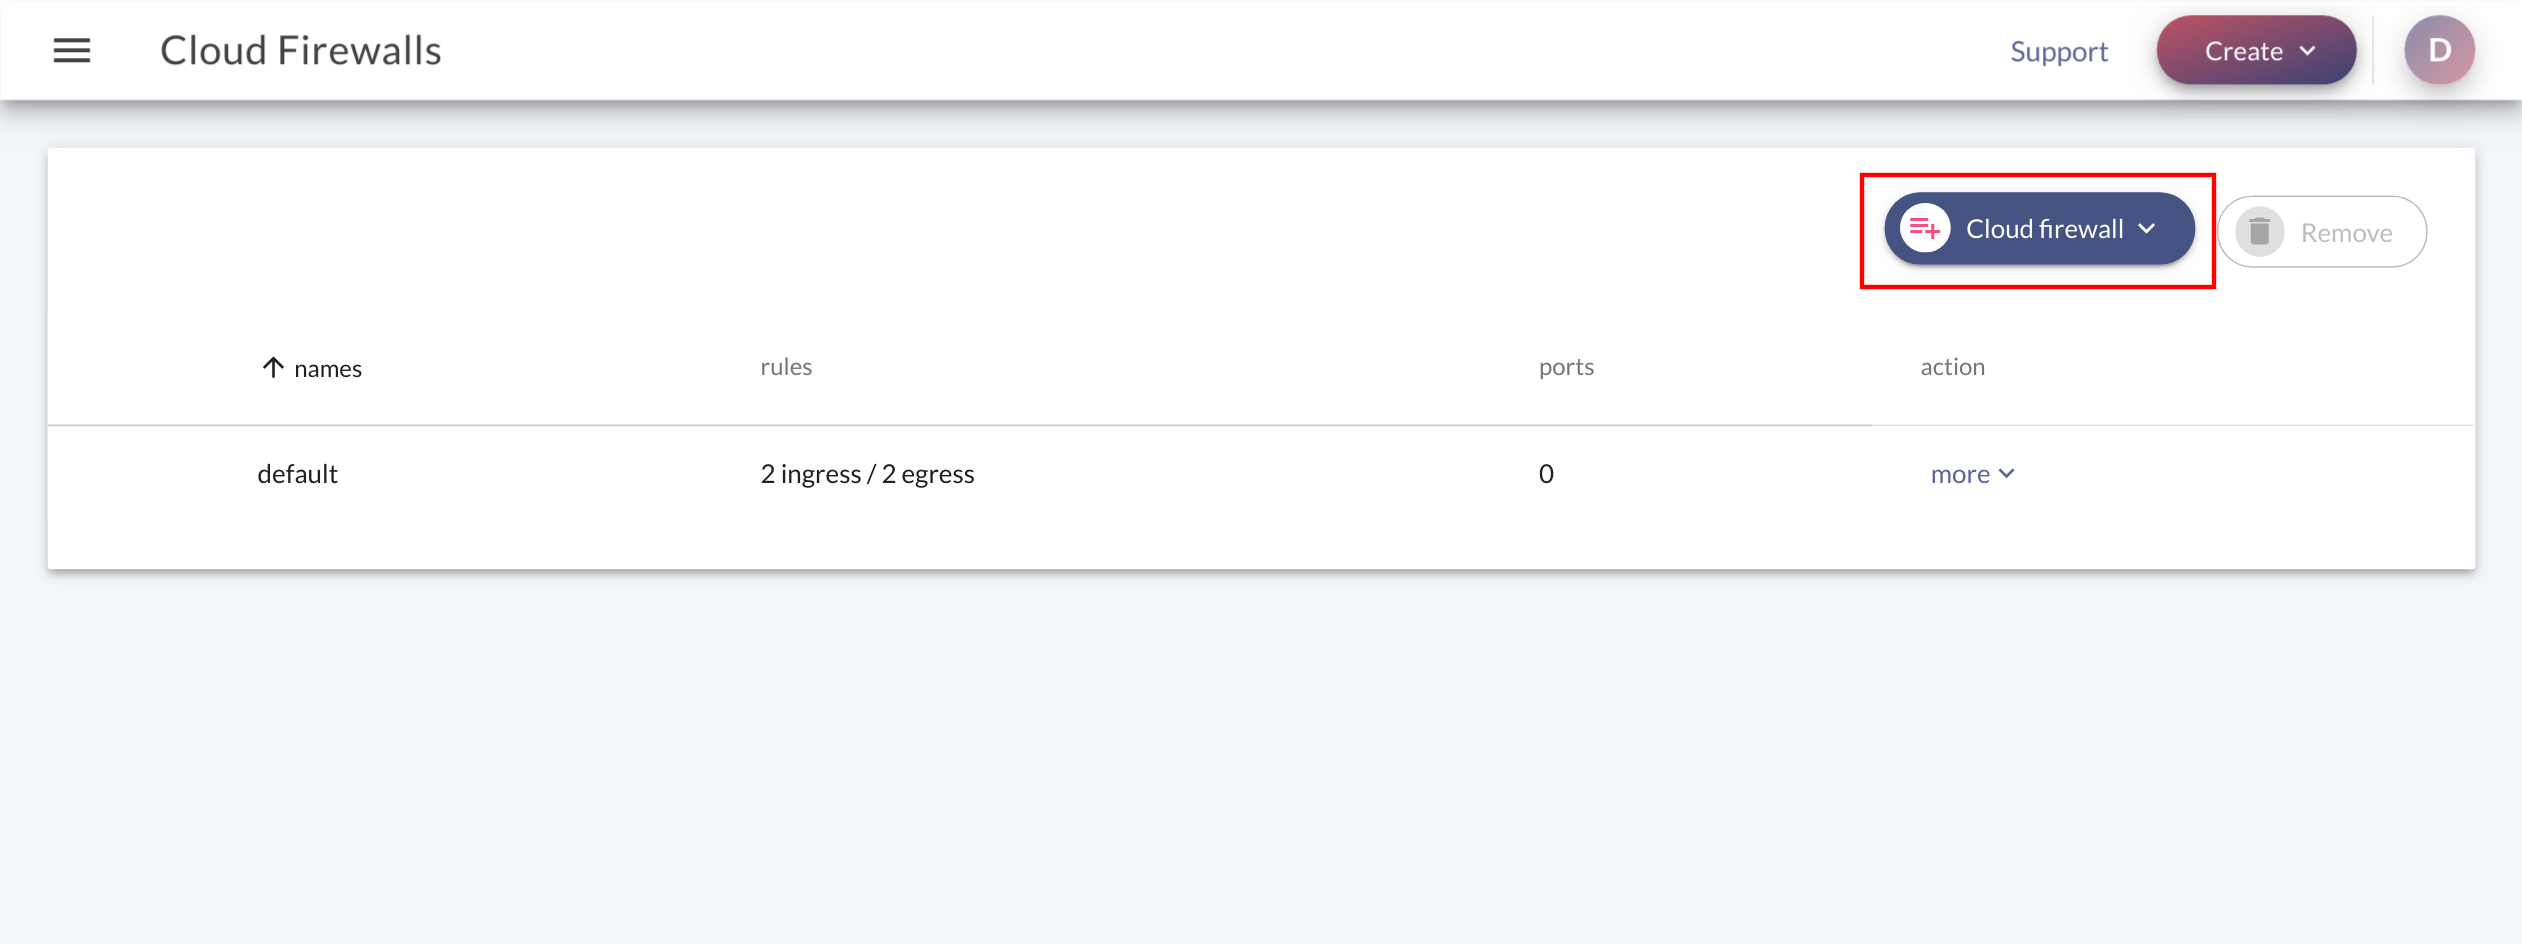 Cloud Firewalls
Support
Create
D
Cloud firewall
Remove
names rules ports action
default 2 ingress / 2 egress 0 more